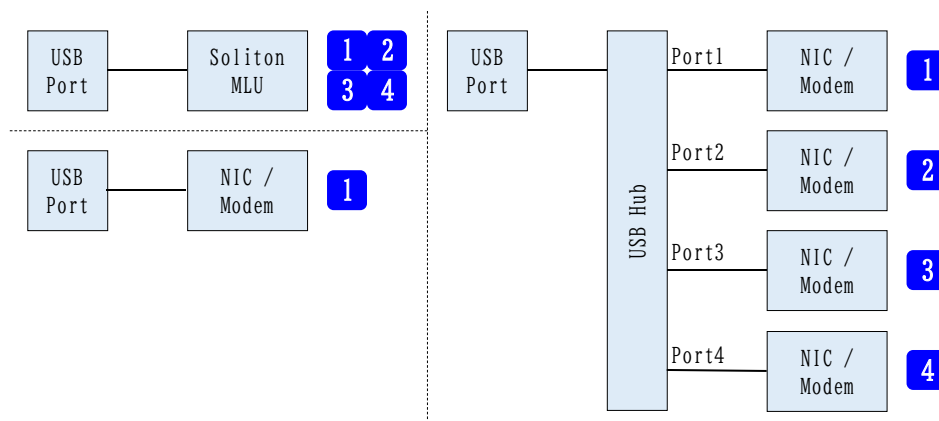 USB
Port
Soliton
MLU
1 2
3 4
USB
Port
NIC /
Modem
1
USB
Port
USB Hub
Port1
NIC /
Modem
1
Port2
NIC /
Modem
2
Port3
NIC /
Modem
3
Port4
NIC /
Modem
4